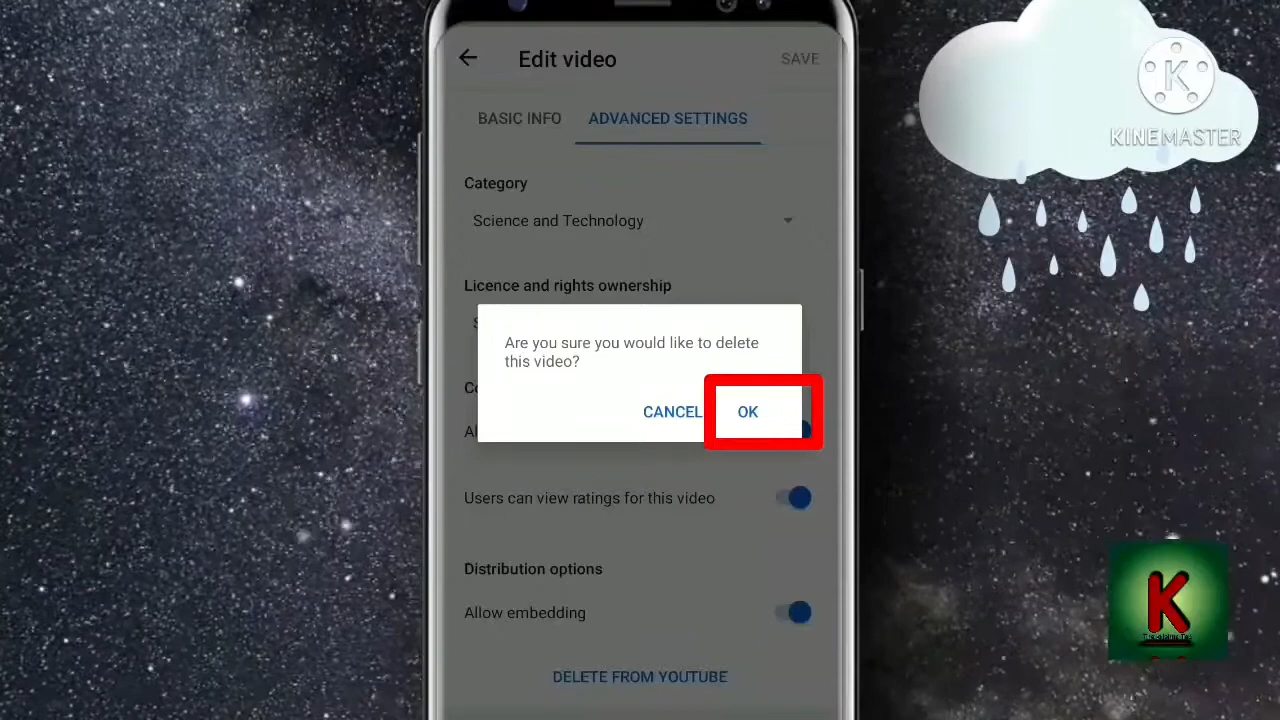 Edit video
SAVE
BASIC INFO
ADVANCED SETTINGS
Category
Science and Technology
Licence and rights ownership
Are you sure you would like to delete
this video?
CANCEL
OK
Users can view ratings for this video
Distribution options
Allow embedding
DELETE FROM YOUTUBE
K
KINEMASTER
K